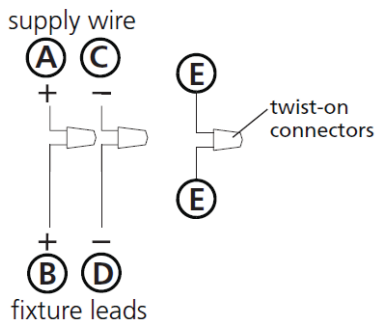 supply wire
A C
E
+ −
twist-on
connectors
E
+ −
B D
fixture leads